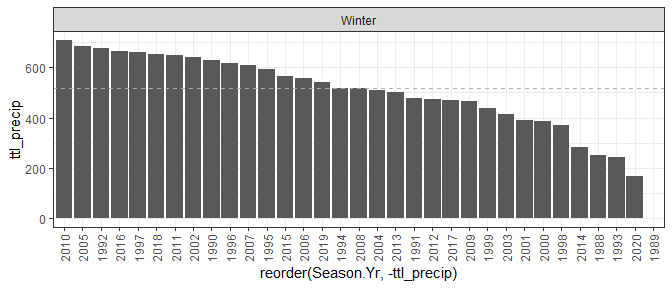 Winter
ttl_precip
600
400
200
0
2010 2005 1992 2016 1997 2018 2011 2002 1990 1996 2007 1995 2015 2006 2019 1994 2008 2004 2013 1991 2012 2017 2009 1999 2003 2001 2000 1998 2014 1988 1993 2020 1989
reorder(Season.Yr, -ttl_precip)